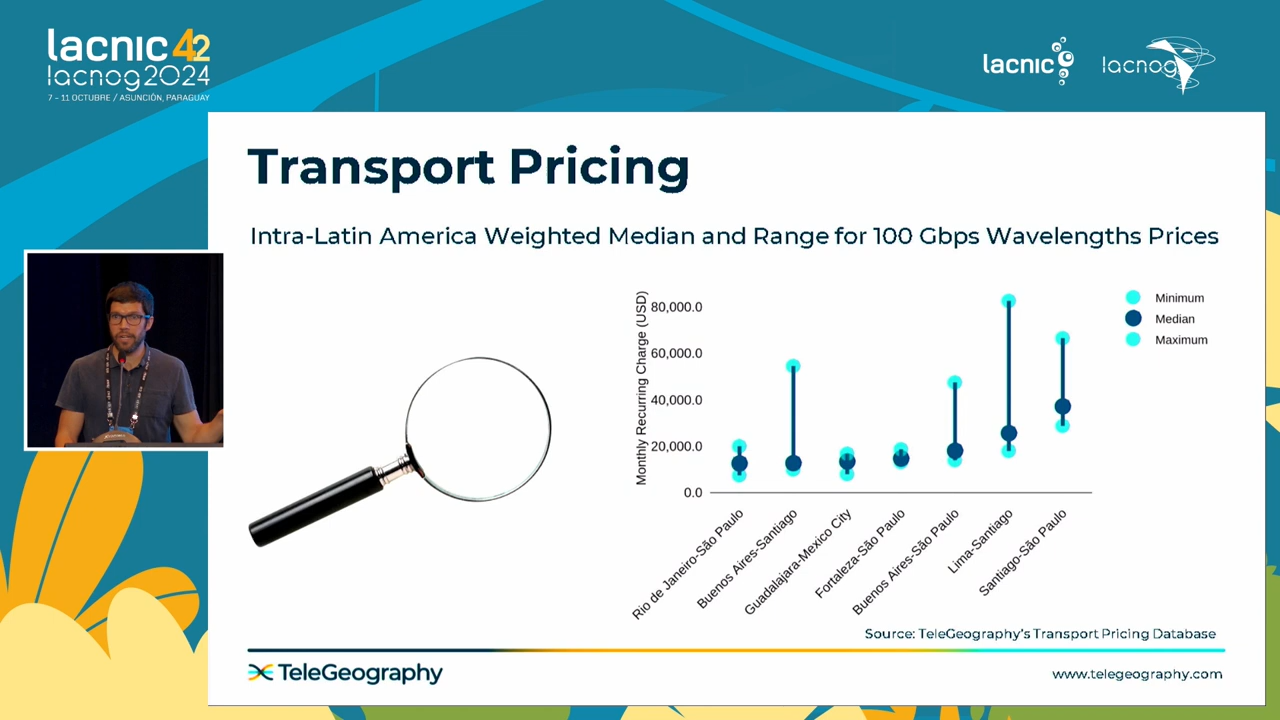 lacnic 42
lacnog2024
7 - 11 OCTUBRE / ASUNCIÓN, PARAGUAY
lacnic
lacnog
Transport Pricing
Intra-Latin America Weighted Median and Range for 100 Gbps Wavelengths Prices
Monthly Recurring Charge (USD)
80,000.0
60,000.0
40,000.0
20,000.0
0.0
Rio de Janeiro-São Paulo
Buenos Aires-Santiago
Guadalajara-Mexico City
Fortaleza-São Paulo
Buenos Aires-São Paulo
Lima-Santiago
Santiago-São Paulo
Minimum
Median
Maximum
Source: TeleGeography's Transport Pricing Database
TeleGeography
www.telegeography.com